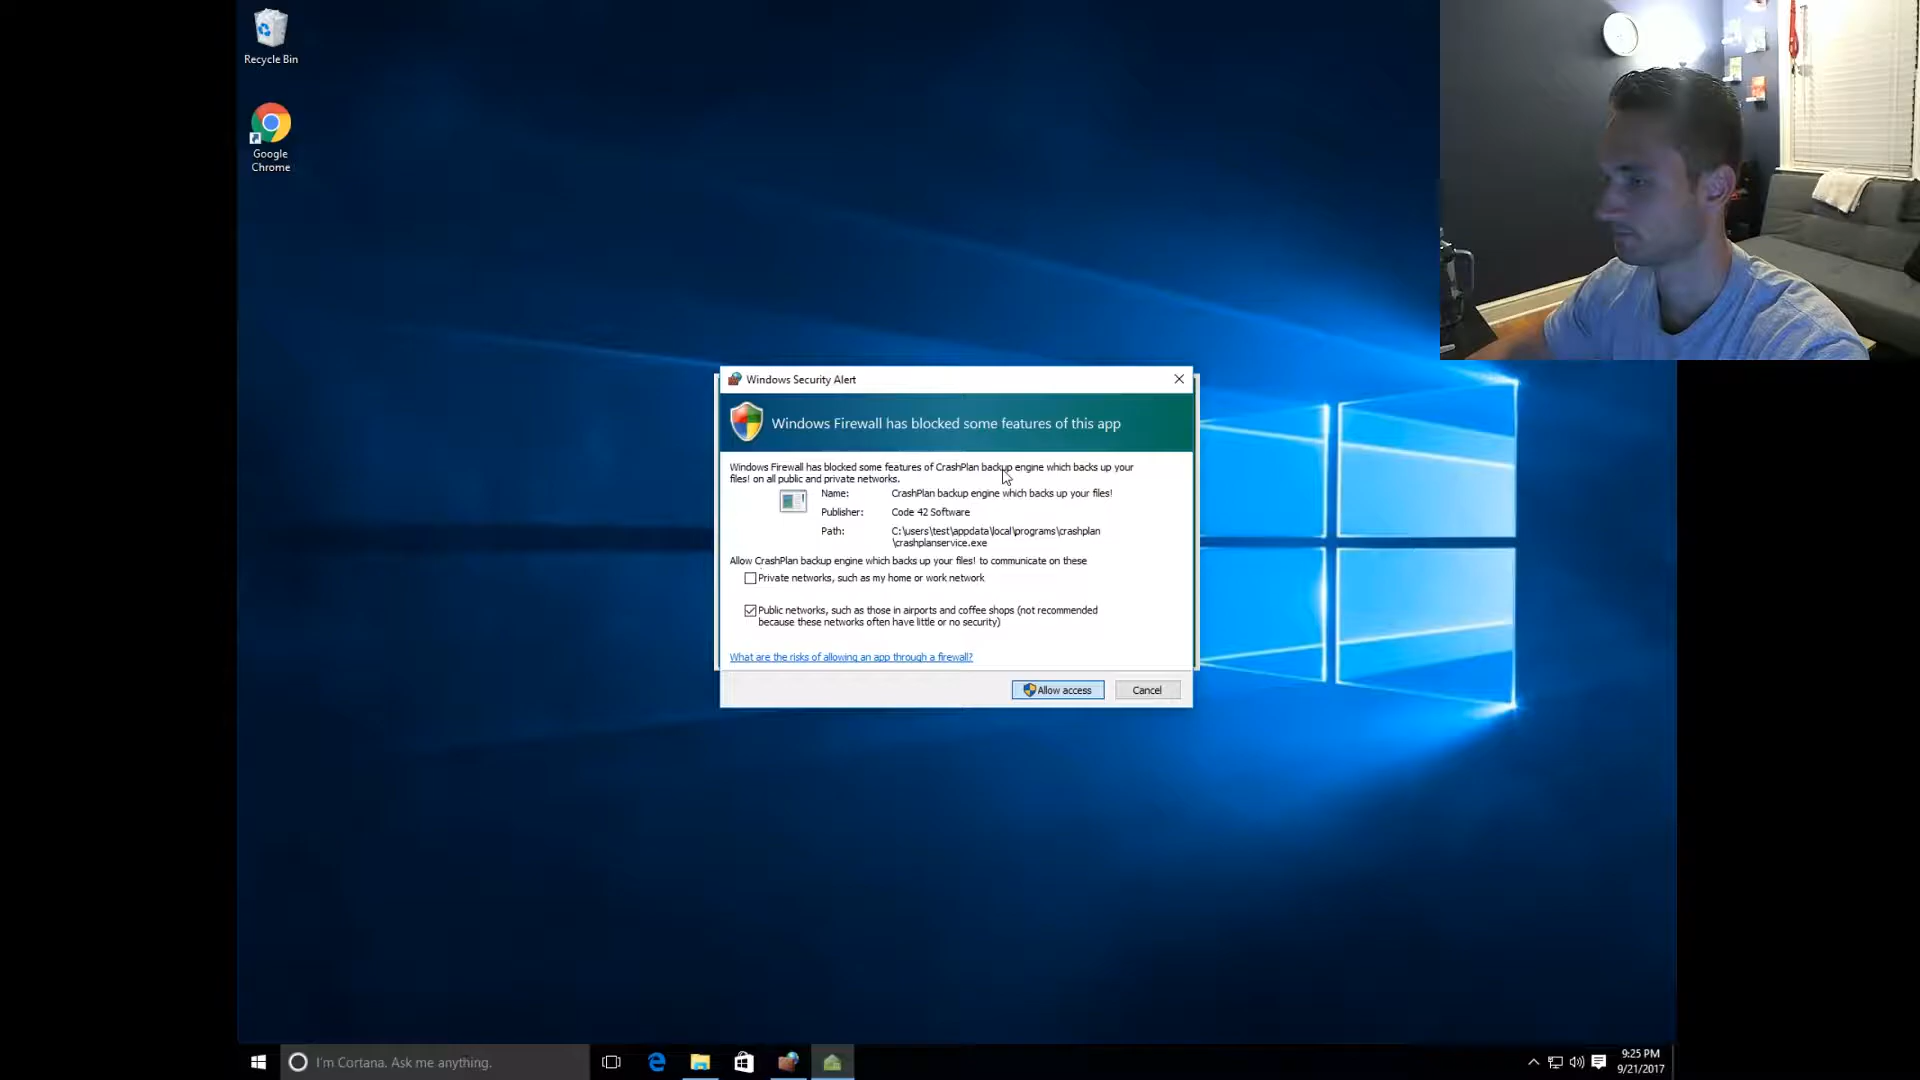 Recycle Bin
Google
Chrome
Windows Security Alert
Windows Firewall has blocked some features of this app
Windows Firewall has blocked some features of CrashPlan backup engine which backs up your
files! on all public and private networks.
Name: CrashPlan backup engine which backs up your files!
Publisher: Code 42 Software
Path: C:\users\test\appdata\local\programs\crashplan
\crashplanservice.exe
Allow CrashPlan backup engine which backs up your files! to communicate on these
Private networks, such as my home or work network
Public networks, such as those in airports and coffee shops (not recommended
because these networks often have little or no security)
What are the risks of allowing an app through a firewall?
Allow access Cancel
I'm Cortana. Ask me anything.
9:25 PM
9/21/2017